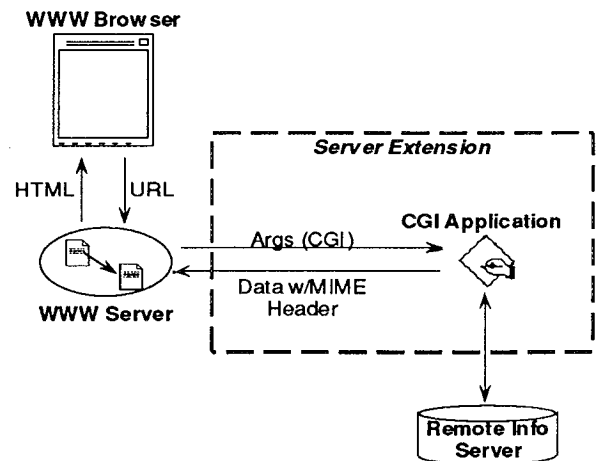 WWW Browser
Server Extension
HTML
URL
CGI Application
Args (CGI)
Data w/MIME
Header
WWW Server
Remote Info
Server